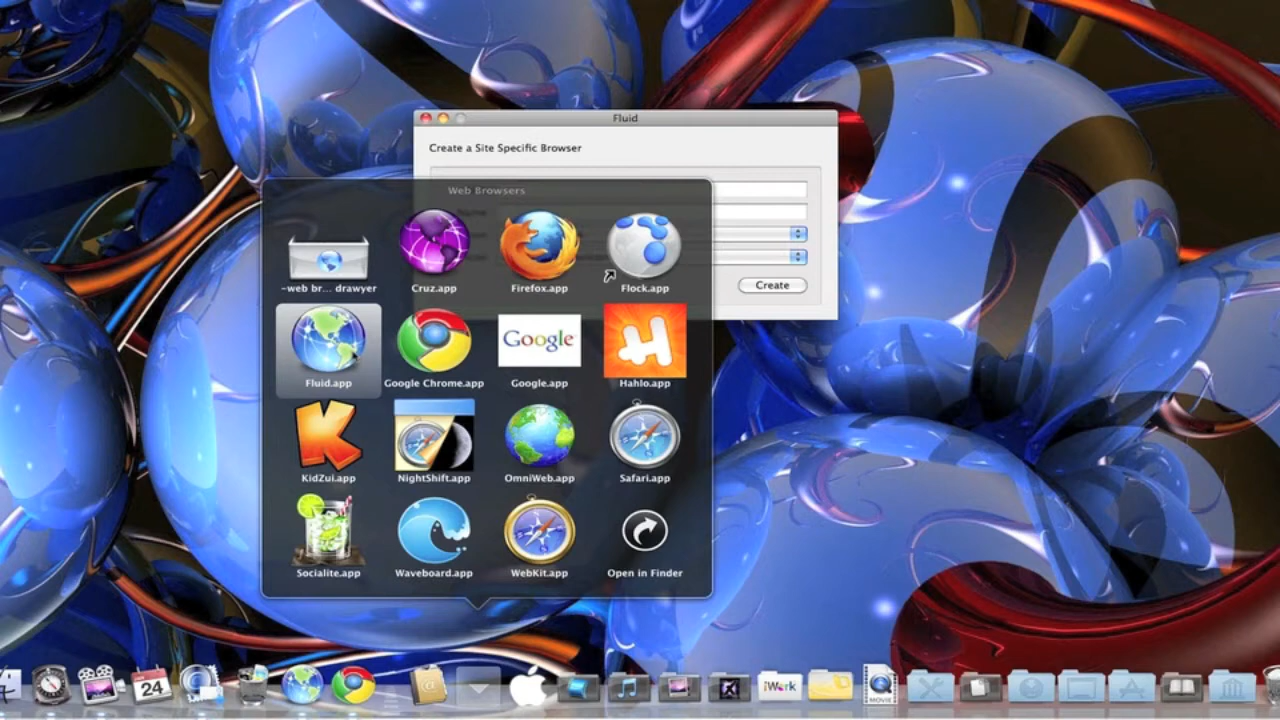 Fluid
Create a Site Specific Browser
Web Browsers
-web br... drawyer
Cruz.app
Firefox.app
Flock.app
Create
Fluid.app
Google Chrome.app
Google
Google.app
Hahlo.app
KidZui.app
NightShift.app
OmniWeb.app
Safari.app
Socialite.app
Waveboard.app
WebKit.app
Open in Finder
24
iWork
MOVIE